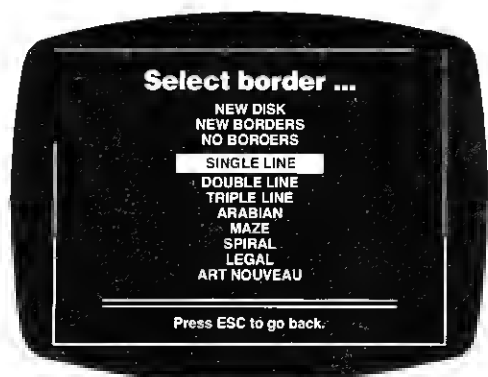 Select border ...
NEW DISK
NEW BORDERS
NO BOROERS
SINGLE LINE
DOUBLE LINE
TRIPLE LINE
ARABIAN
MAZE
SPIRAL
LEGAL
ART NOUVEAU
Press ESC to go back.